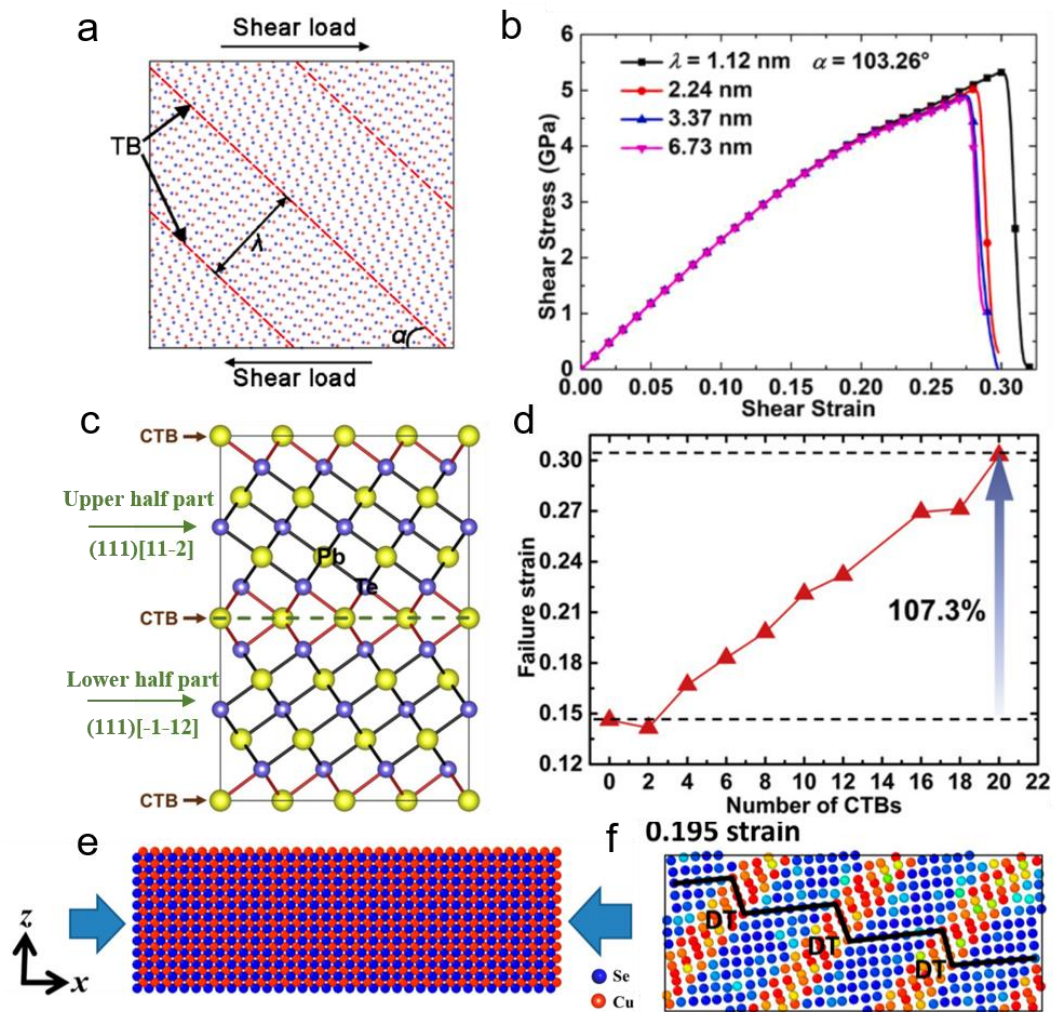 a
Shear load
TB
λ
α
Shear load
b
Shear Stress (GPa)
6
5
4
3
2
1
0
λ = 1.12 nm α = 103.26°
2.24 nm
3.37 nm
6.73 nm
0.00 0.05 0.10 0.15 0.20 0.25 0.30
Shear Strain
c
CTB
Upper half part
(111)[11-2]
Pb
Te
CTB
Lower half part
(111)[-1-12]
CTB
d
Failure strain
0.30
0.27
0.24
0.21
0.18
0.15
0.12
107.3%
0 2 4 6 8 10 12 14 16 18 20 22
Number of CTBs
e
z
x
Se
Cu
0.195 strain
f
DT
DT
DT